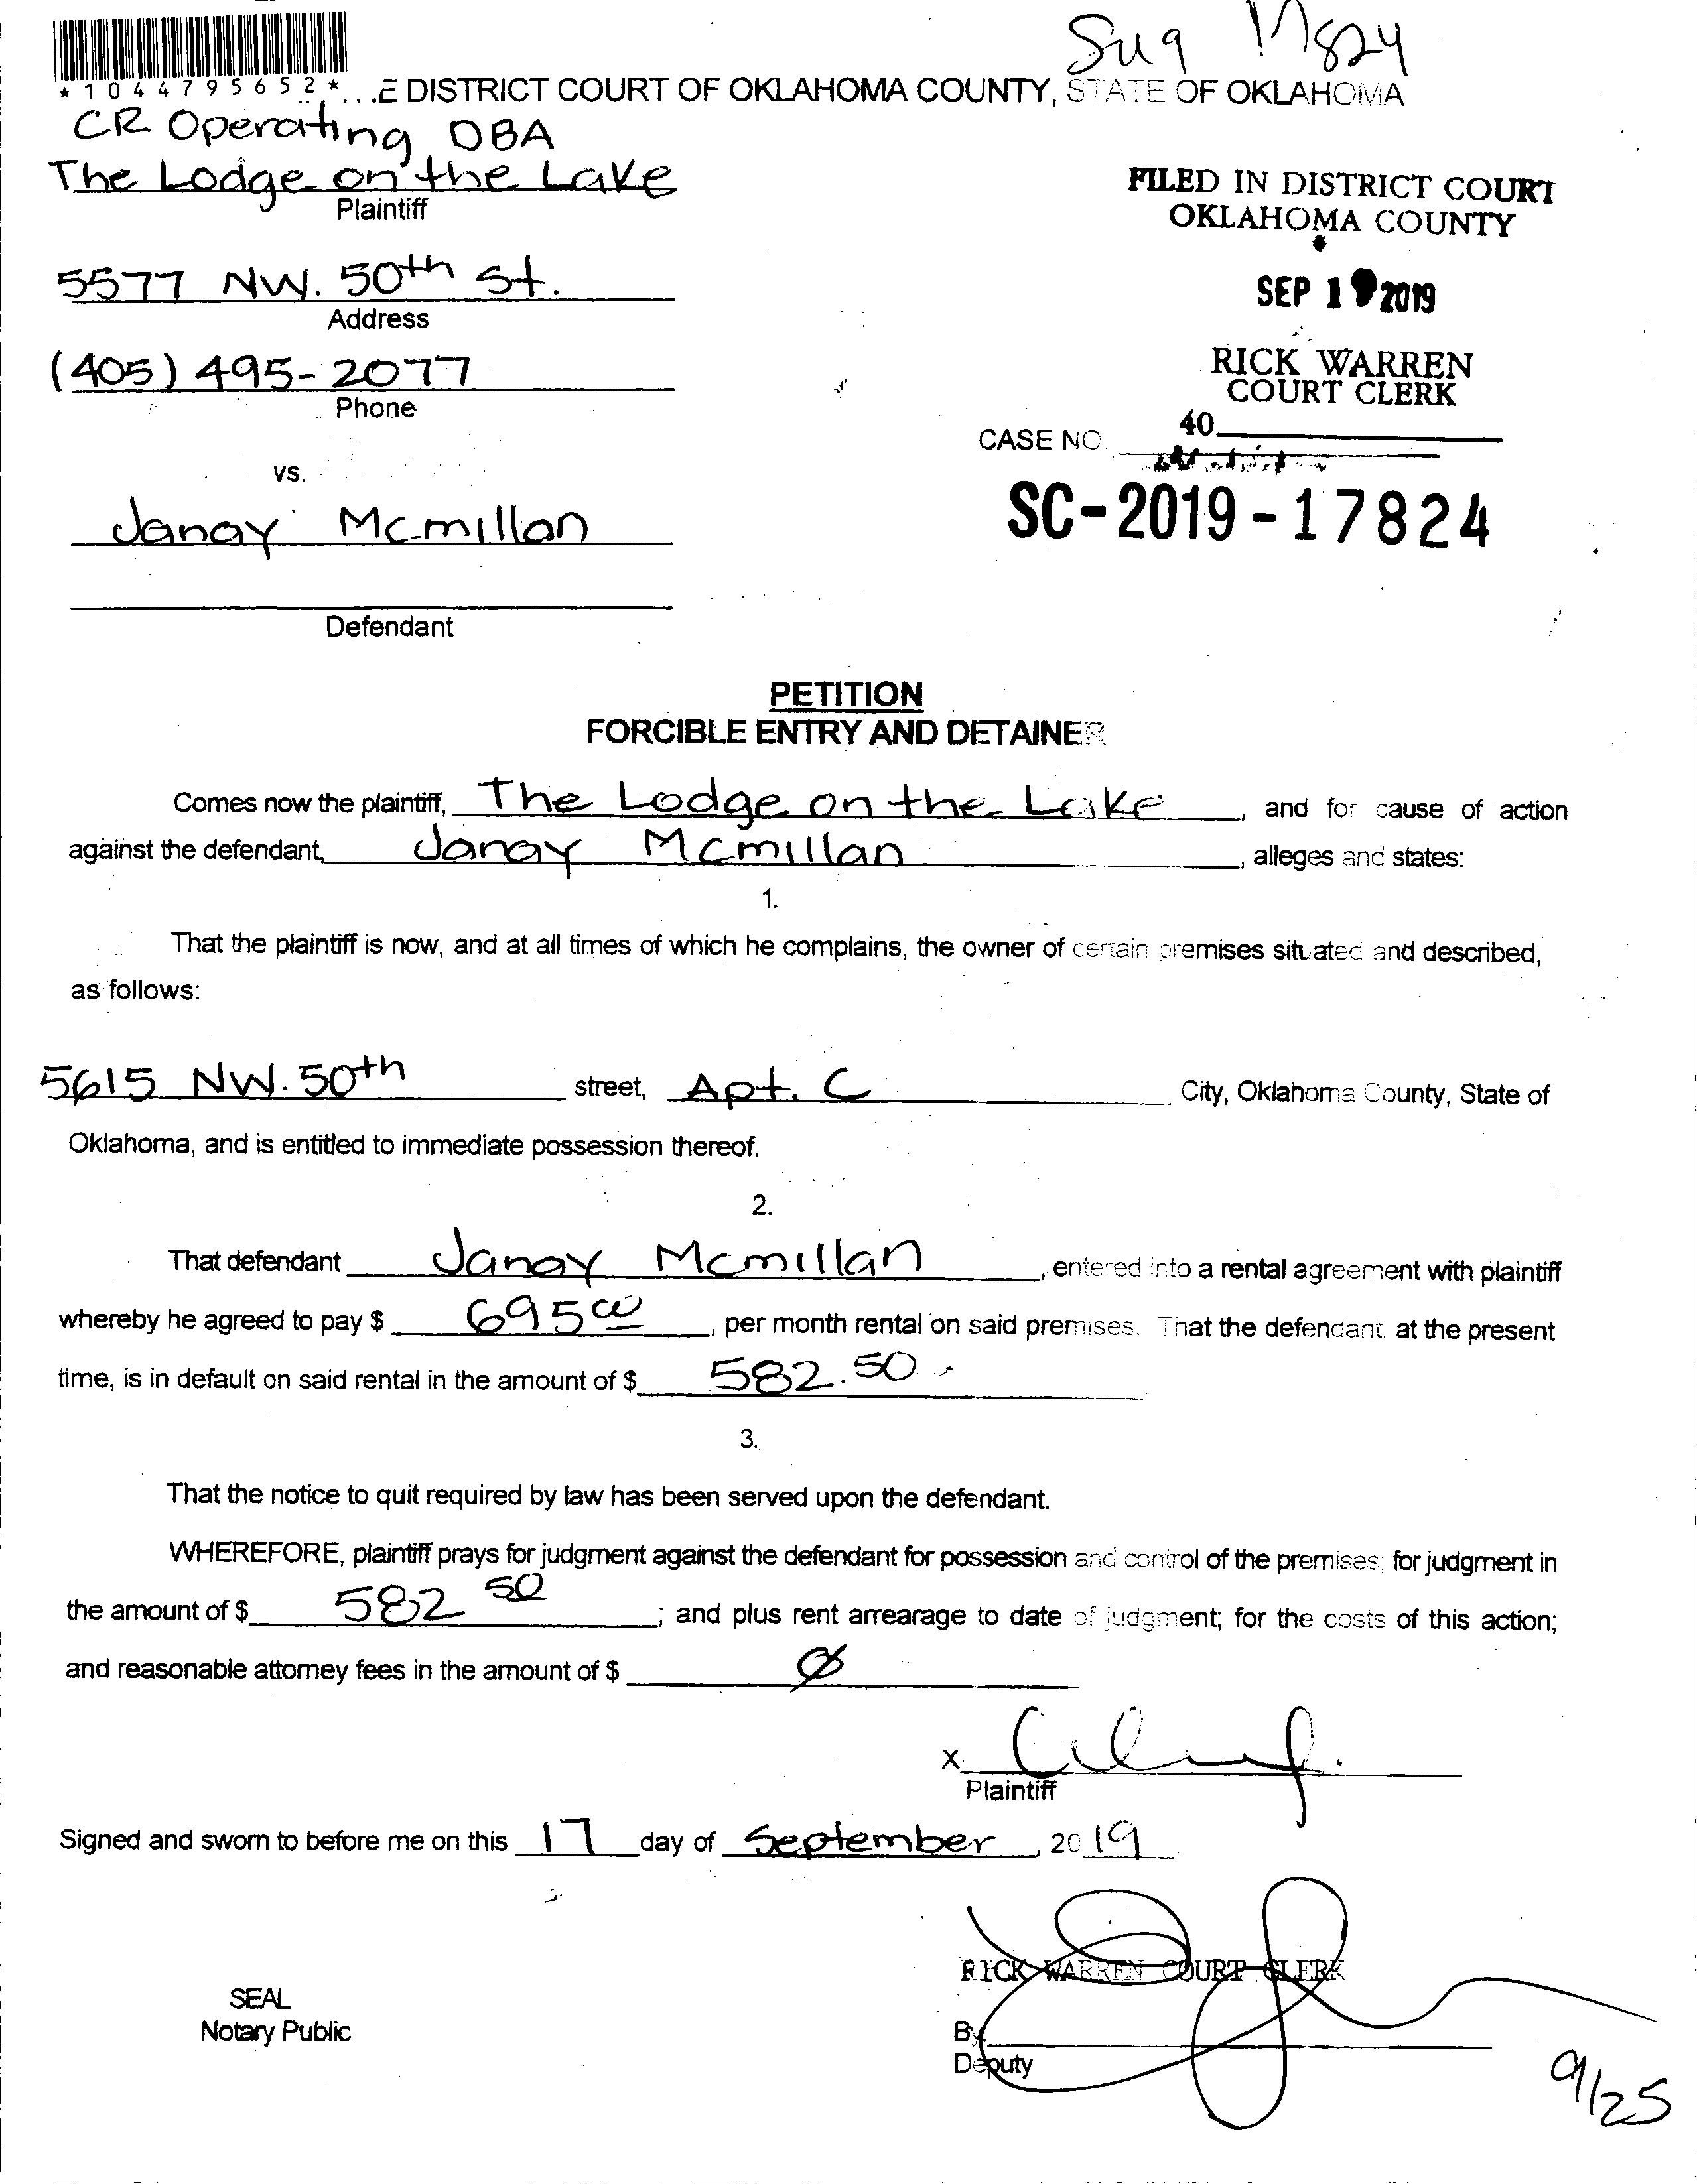 17824
*1044795652*
...E DISTRICT COURT OF OKLAHOMA COUNTY, STATE OF OKLAHOMA
CR Operating DBA
The Lodge on the Lake
Plaintiff
FILED IN DISTRICT COURT
OKLAHOMA COUNTY
5577 NW. 50th St.
Address
SEP 1 2019
(405) 495-2077
Phone
RICK WARREN
COURT CLERK
40
CASE NO.
vs.
SC-2019-17824
Janay Mcmillan
Defendant
PETITION
FORCIBLE ENTRY AND DETAINER
Comes now the plaintiff, The Lodge on the Lake, and for cause of action
against the defendant, Janay Mcmillan, alleges and states:
1.
That the plaintiff is now, and at all times of which he complains, the owner of certain premises situated and described,
as follows:
5615 NW. 50th street, Apt. C City, Oklahoma County, State of
Oklahoma, and is entitled to immediate possession thereof.
2.
That defendant Janay Mcmillan, entered into a rental agreement with plaintiff
whereby he agreed to pay $ 695 00, per month rental on said premises. That the defendant, at the present
time, is in default on said rental in the amount of $ 582.50
3.
That the notice to quit required by law has been served upon the defendant.
WHEREFORE, plaintiff prays for judgment against the defendant for possession and control of the premises; for judgment in
the amount of $ 582 50; and plus rent arrearage to date of judgment; for the costs of this action;
and reasonable attorney fees in the amount of $ Ø
X
Plaintiff
Signed and sworn to before me on this 17 day of September, 2019
RICK WARREN COURT CLERK
SEAL
Notary Public
By
Deputy
9/25